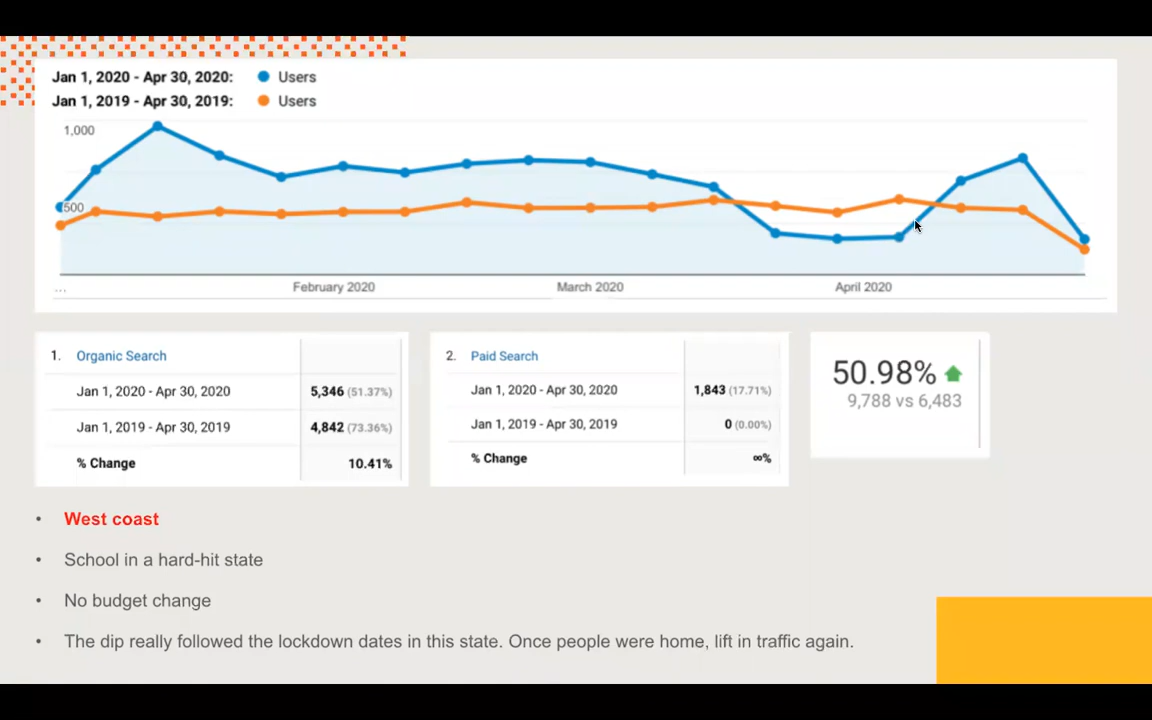 Jan 1, 2020 - Apr 30, 2020: Users
Jan 1, 2019 - Apr 30, 2019: Users
1,000
500
... February 2020 March 2020 April 2020
1. Organic Search
Jan 1, 2020 - Apr 30, 2020 5,346 (51.37%)
Jan 1, 2019 - Apr 30, 2019 4,842 (73.36%)
% Change 10.41%
2. Paid Search
Jan 1, 2020 - Apr 30, 2020 1,843 (17.71%)
Jan 1, 2019 - Apr 30, 2019 0 (0.00%)
% Change ∞%
50.98%
9,788 vs 6,483
• West coast
• School in a hard-hit state
• No budget change
• The dip really followed the lockdown dates in this state. Once people were home, lift in traffic again.